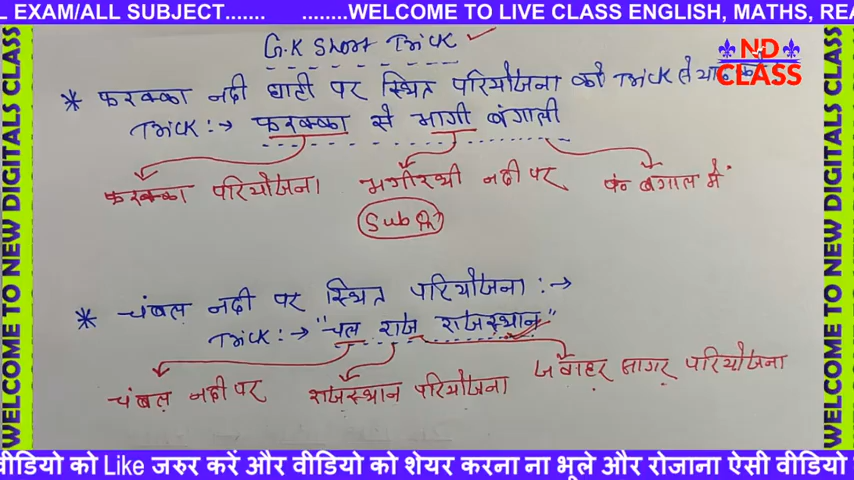 L EXAM/ALL SUBJECT....... ........WELCOME TO LIVE CLASS ENGLISH, MATHS, REA
ND
CLASS
G.K Short Trick
* फरक्का नदी घाटी पर स्थित परियोजना को Trick से याद
Trick :→ फरक्का से भागी बंगाली
फरक्का परियोजना भगीरथी नदी पर प० बंगाल में
* चंबल नदी पर स्थित परियोजना :→
Trick :→ "चल राज राजस्थान"
चंबल नदी पर राजस्थान परियोजना जवाहर सागर परियोजना
WELCOME TO NEW DIGITALS CLASS
WELCOME TO NEW DIGITALS CLASS
वीडियो को Like जरुर करें और वीडियो को शेयर करना ना भूले और रोजाना ऐसी वीडियो